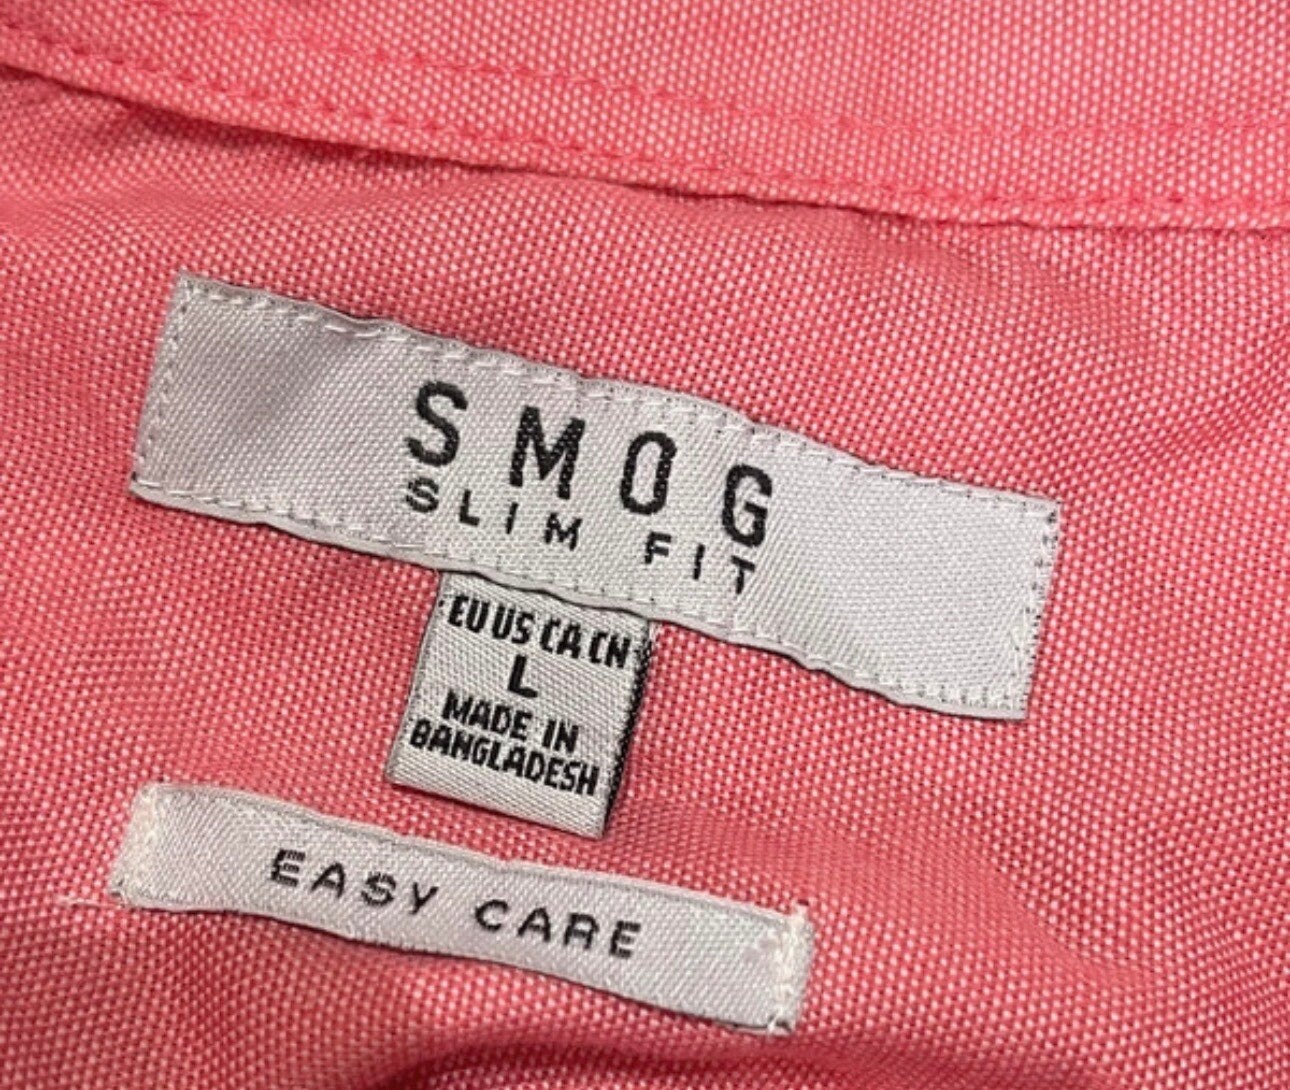 SMOG
SLIM FIT
EU US CA CN
L
MADE IN
BANGLADESH
EASY CARE